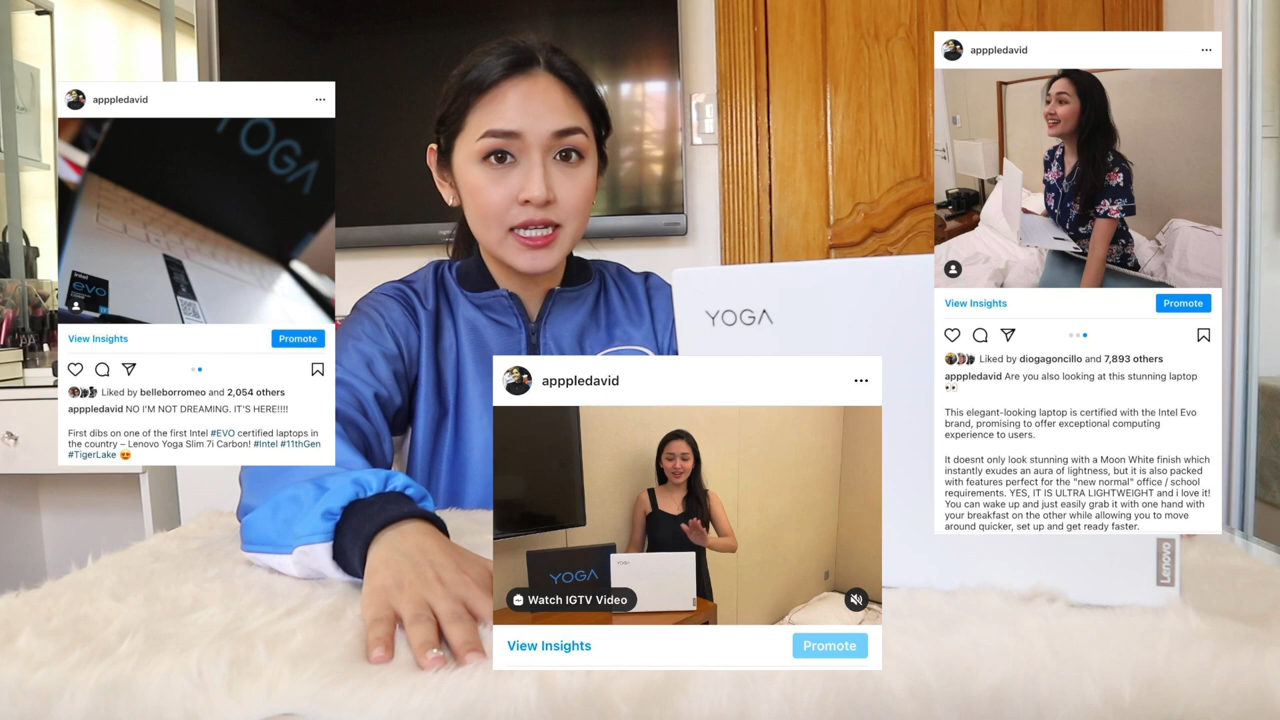 apppledavid
YOGA
intel
evo
View Insights
Promote
Liked by belleborromeo and 2,054 others
apppledavid NO I'M NOT DREAMING. IT'S HERE!!!!
First dibs on one of the first Intel #EVO certified laptops in
the country – Lenovo Yoga Slim 7i Carbon! #Intel #11thGen
#TigerLake 😍
YOGA
apppledavid
YOGA
YOGA
Watch IGTV Video
View Insights
Promote
apppledavid
View Insights
Promote
Liked by diogagoncillo and 7,893 others
apppledavid Are you also looking at this stunning laptop
👀
This elegant-looking laptop is certified with the Intel Evo
brand, promising to offer exceptional computing
experience to users.
It doesnt only look stunning with a Moon White finish which
instantly exudes an aura of lightness, but it is also packed
with features perfect for the "new normal" office / school
requirements. YES, IT IS ULTRA LIGHTWEIGHT and i love it!
You can wake up and just easily grab it with one hand with
your breakfast on the other while allowing you to move
around quicker, set up and get ready faster.
Lenovo